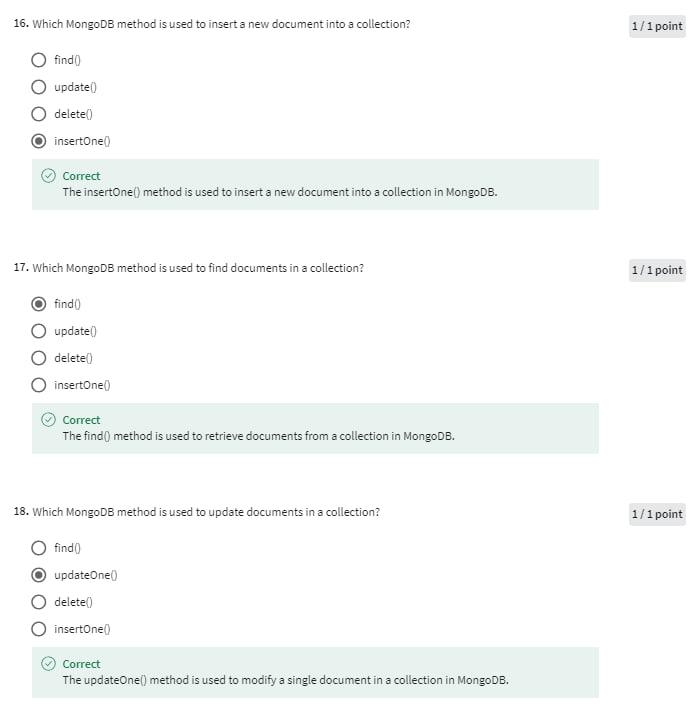 16. Which MongoDB method is used to insert a new document into a collection?
1 / 1 point
find()
update()
delete()
insertOne()
Correct
The insertOne() method is used to insert a new document into a collection in MongoDB.
17. Which MongoDB method is used to find documents in a collection?
1 / 1 point
find()
update()
delete()
insertOne()
Correct
The find() method is used to retrieve documents from a collection in MongoDB.
18. Which MongoDB method is used to update documents in a collection?
1 / 1 point
find()
updateOne()
delete()
insertOne()
Correct
The updateOne() method is used to modify a single document in a collection in MongoDB.